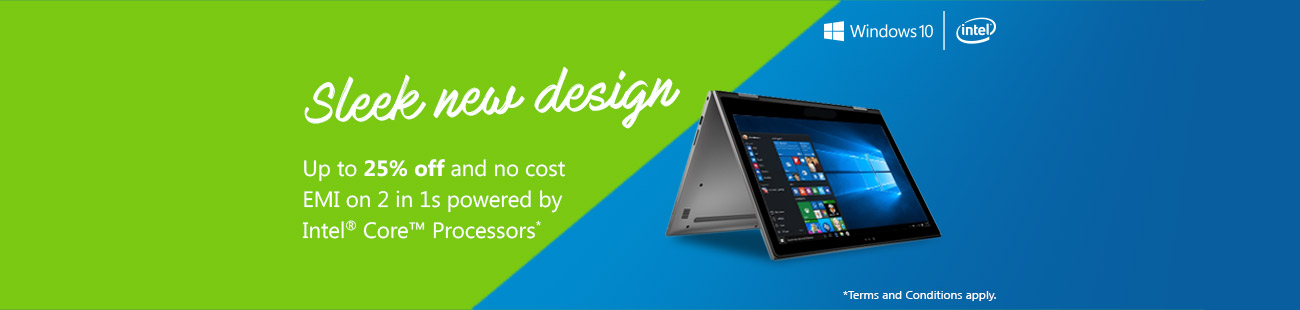 Windows 10
intel
Sleek new design
Up to 25% off and no cost
EMI on 2 in 1s powered by
Intel® Core™ Processors*
*Terms and Conditions apply.